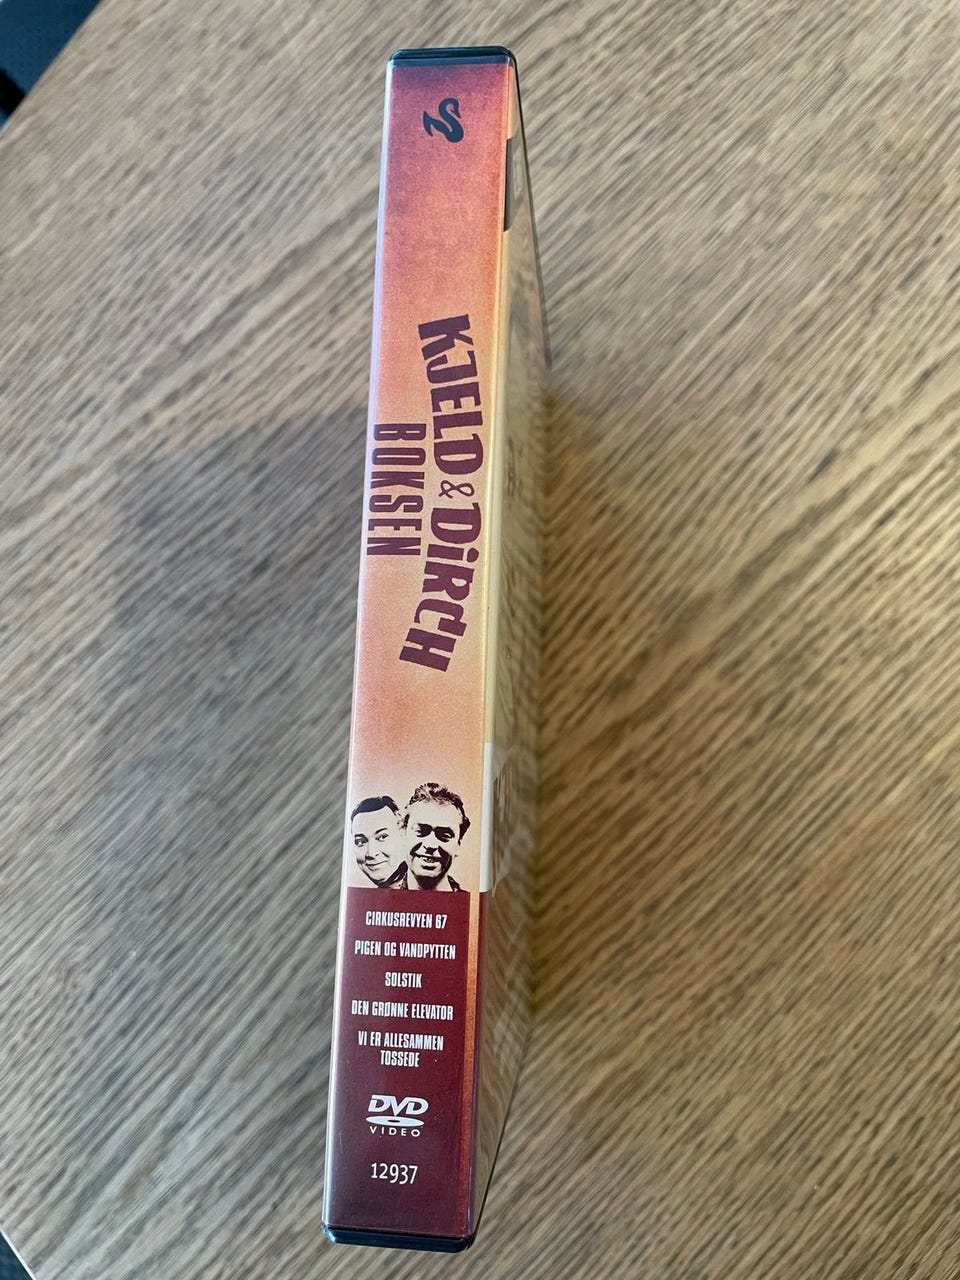 KJELD & DIRCH
BOKSEN
CIRKUSREVYEN 67
PIGEN OG VANDPYTTEN
SOLSTIK
DEN GRØNNE ELEVATOR
VI ER ALLESAMMEN
TOSSEDE
DVD
VIDEO
12937